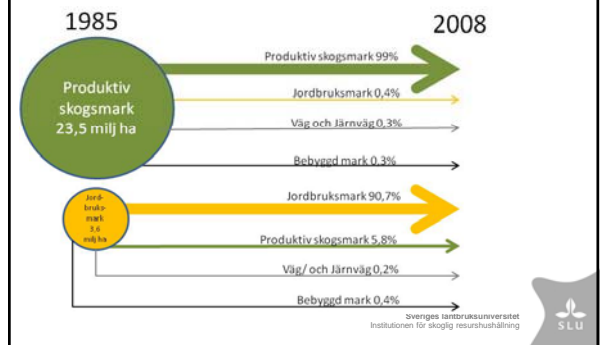 1985
2008
Produktiv
skogsmark
23,5 milj ha
Produktiv skogsmark 99%
Jordbruksmark 0,4%
Väg och Järnväg 0,3%
Bebyggd mark 0,3%
Jord-
bruks-
mark
3,6
milj ha
Jordbruksmark 90,7%
Produktiv skogsmark 5,8%
Väg/ och Järnväg 0,2%
Bebyggd mark 0,4%
Sveriges lantbruksuniversitet
Institutionen för skoglig resurshushållning
SLU